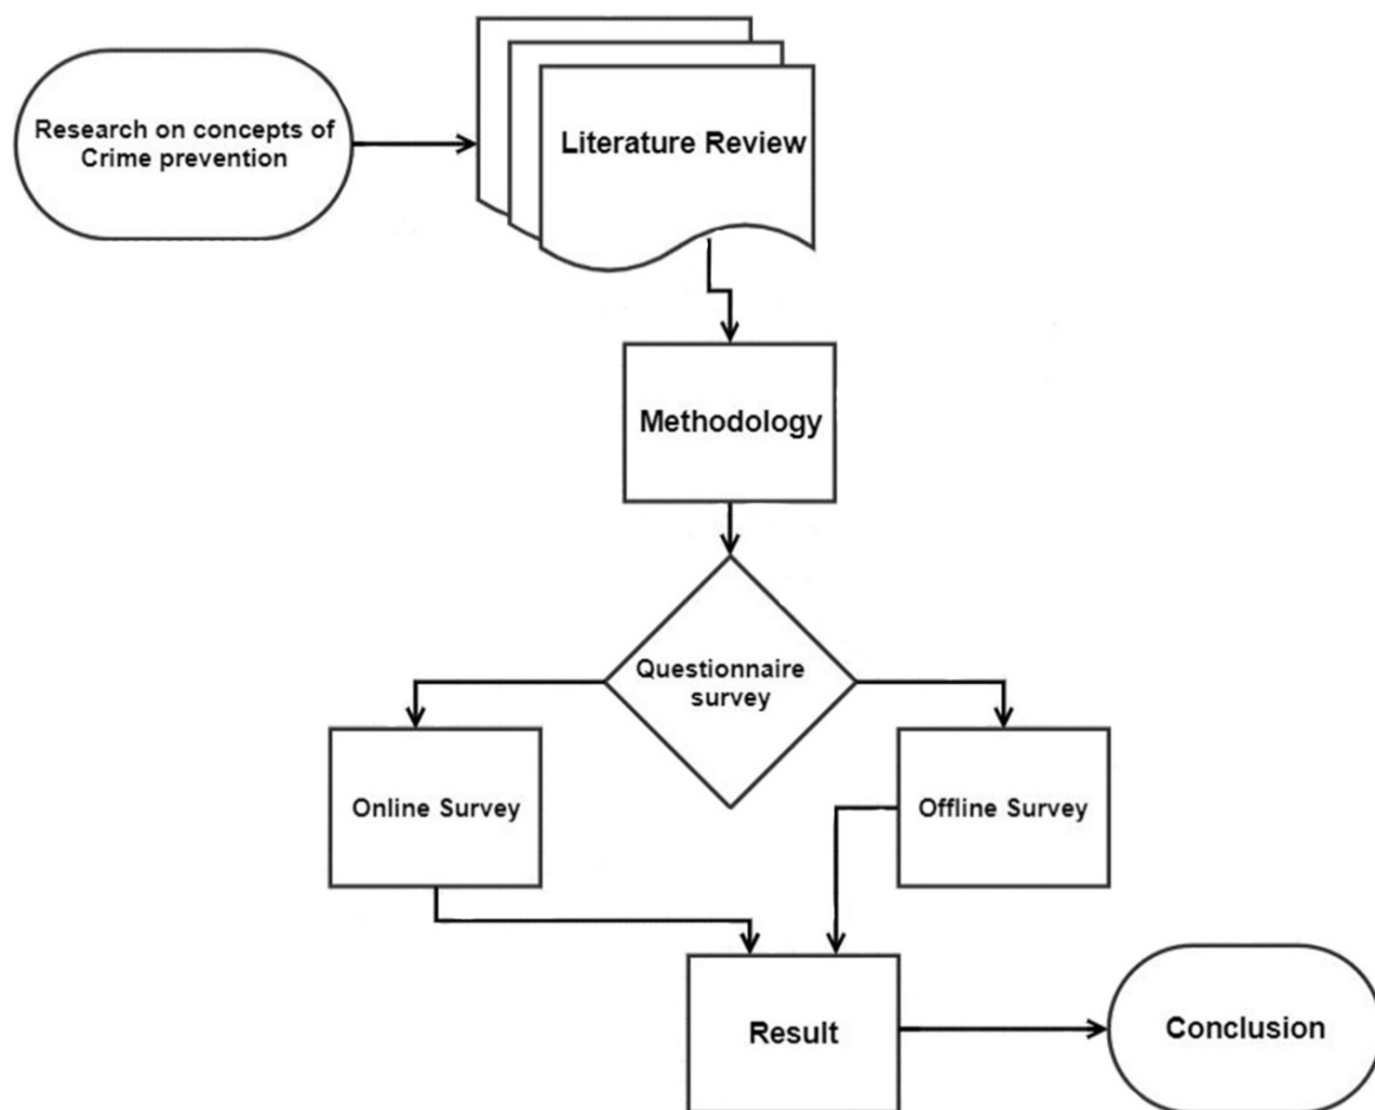 Research on concepts of
Crime prevention
Literature Review
Methodology
Questionnaire
survey
Online Survey
Offline Survey
Result
Conclusion